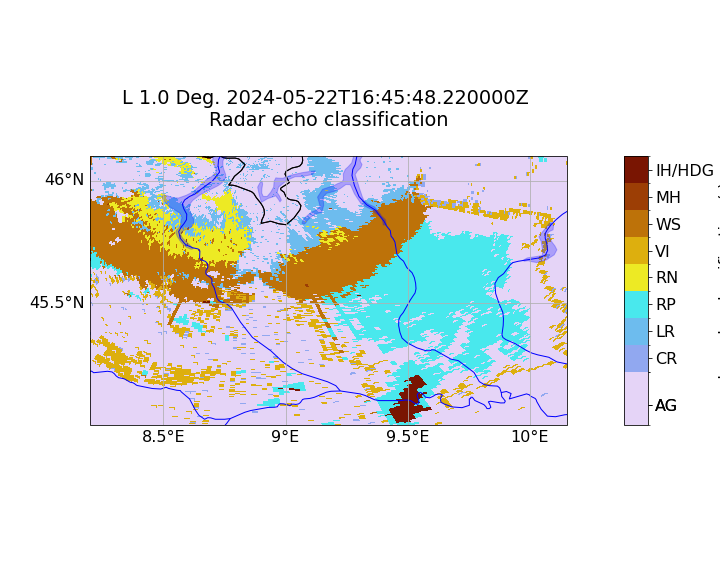 L 1.0 Deg. 2024-05-22T16:45:48.220000Z
Radar echo classification
46°N
45.5°N
8.5°E
9°E
9.5°E
10°E
IH/HDG
MH
WS
VI
RN
RP
LR
CR
AG